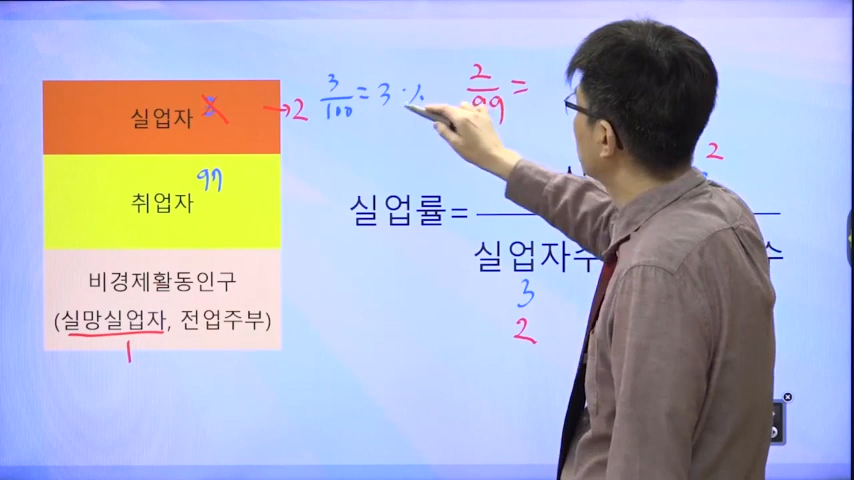 실업자 3 → 2
3/100 = 3%
2/99 =
취업자 97
2
실업률=
실업자수
수
3
2
비경제활동인구
(실망실업자, 전업주부)
1